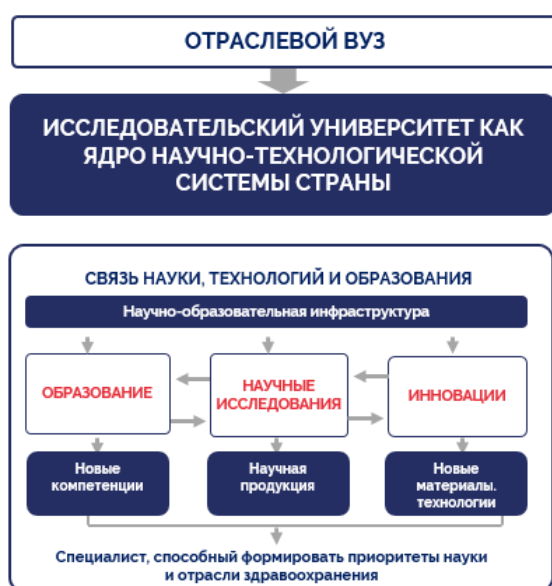 ОТРАСЛЕВОЙ ВУЗ
ИССЛЕДОВАТЕЛЬСКИЙ УНИВЕРСИТЕТ КАК
ЯДРО НАУЧНО-ТЕХНОЛОГИЧЕСКОЙ
СИСТЕМЫ СТРАНЫ
СВЯЗЬ НАУКИ, ТЕХНОЛОГИЙ И ОБРАЗОВАНИЯ
Научно-образовательная инфраструктура
ОБРАЗОВАНИЕ
НАУЧНЫЕ
ИССЛЕДОВАНИЯ
ИННОВАЦИИ
Новые
компетенции
Научная
продукция
Новые
материалы.
технологии
Специалист, способный формировать приоритеты науки
и отрасли здравоохранения